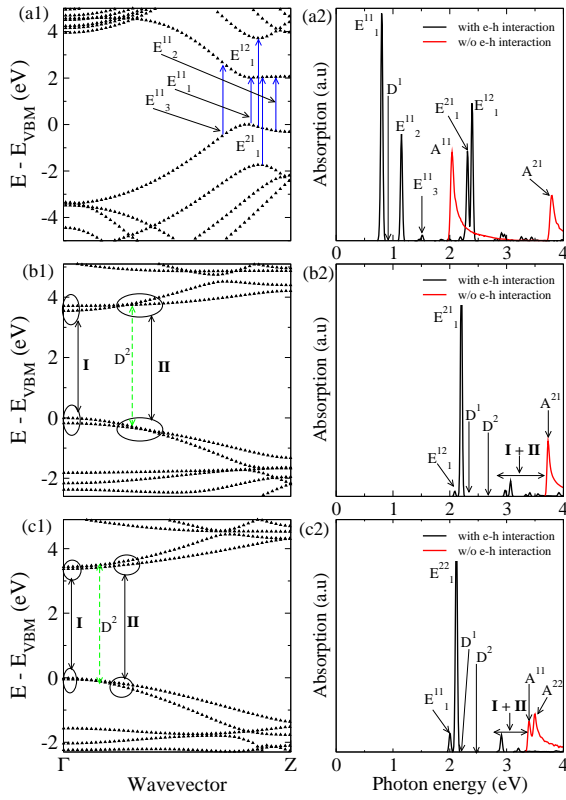 (a1)
E - E_VBM (eV)
4
2
0
-2
-4
E^11_2
E^11_1
E^11_3
E^12_1
E^21_1
(a2)
Absorption (a.u)
E^11_1
D^1
E^11_2
E^11_3
A^11
E^21_1
E^12_1
A^21
with e-h interaction
w/o e-h interaction
0 1 2 3 4
(b1)
E - E_VBM (eV)
4
2
0
-2
I
D^2
II
(b2)
Absorption (a.u)
with e-h interaction
w/o e-h interaction
E^21_1
E^12_1
D^1
D^2
I + II
A^21
0 1 2 3 4
(c1)
E - E_VBM (eV)
4
2
0
-2
I
D^2
II
Γ Z
Wavevector
(c2)
Absorption (a.u)
with e-h interaction
w/o e-h interaction
E^22_1
E^11_1
D^1
D^2
I + II
A^11
A^22
0 1 2 3 4
Photon energy (eV)